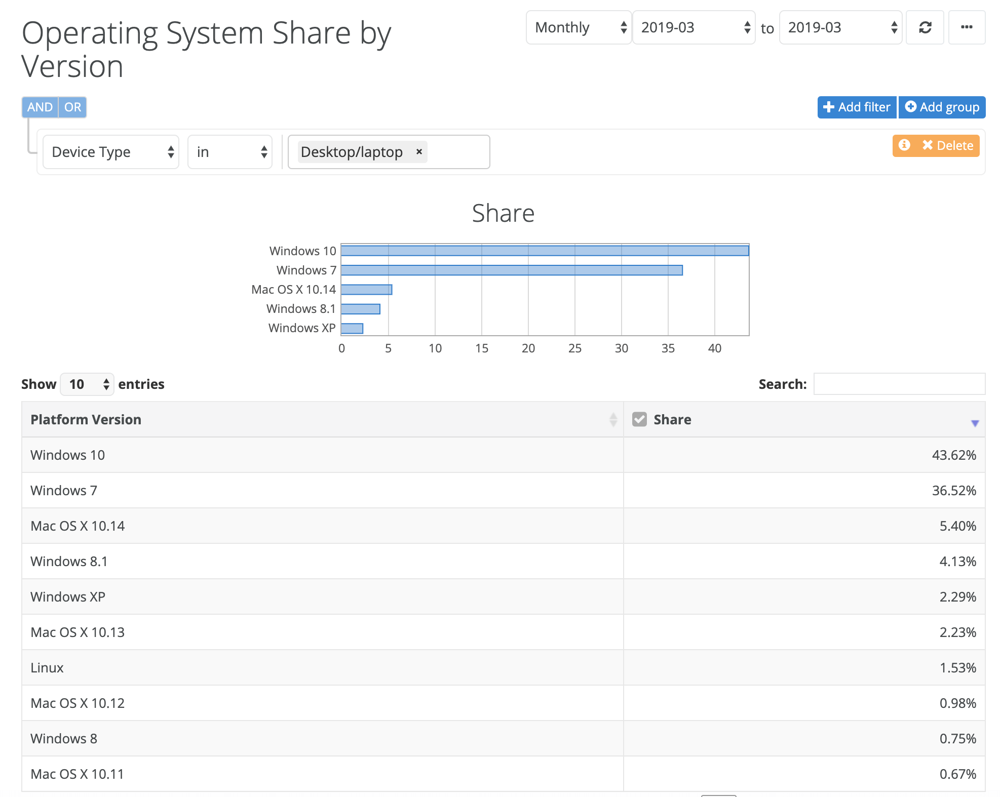 Operating System Share by
Version
Monthly 2019-03 to 2019-03
AND OR
Add filter Add group
Device Type in Desktop/laptop × Delete
Share
Windows 10
Windows 7
Mac OS X 10.14
Windows 8.1
Windows XP
0 5 10 15 20 25 30 35 40
Show 10 entries Search:
Platform Version Share
Windows 10 43.62%
Windows 7 36.52%
Mac OS X 10.14 5.40%
Windows 8.1 4.13%
Windows XP 2.29%
Mac OS X 10.13 2.23%
Linux 1.53%
Mac OS X 10.12 0.98%
Windows 8 0.75%
Mac OS X 10.11 0.67%